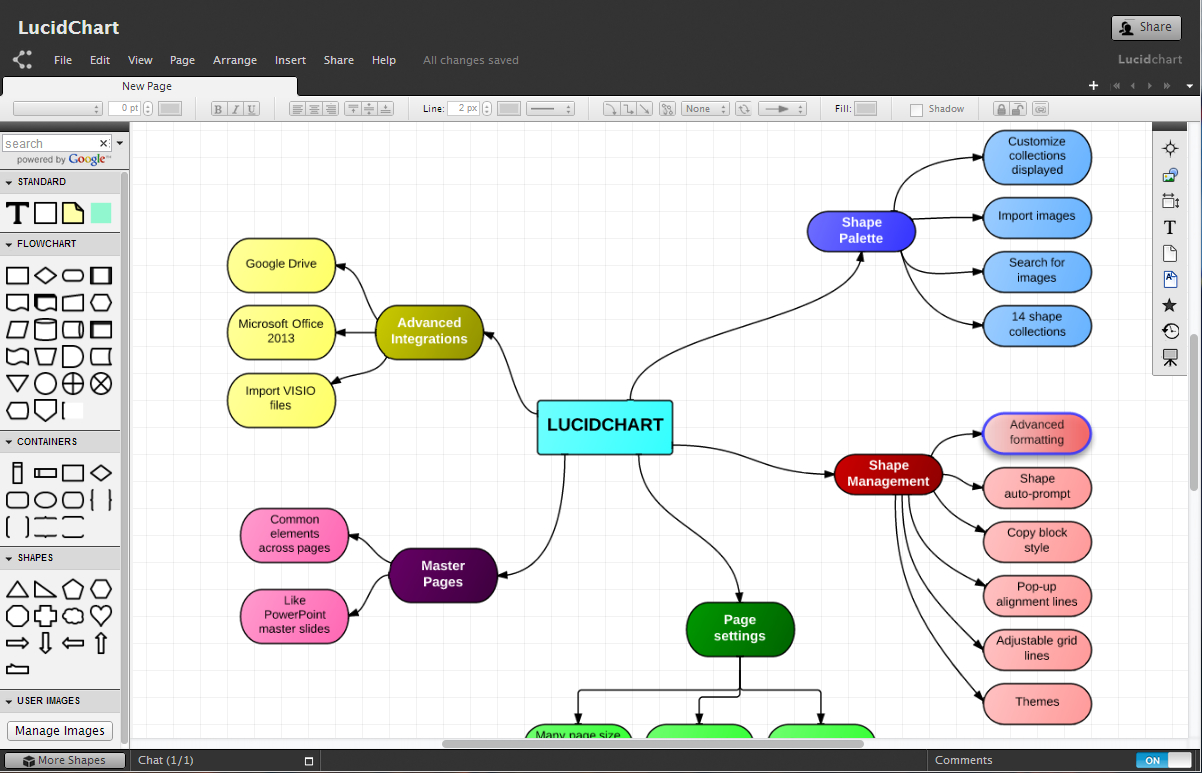 LucidChart
Share
File Edit View Page Arrange Insert Share Help All changes saved
Lucidchart
New Page
0 pt
B I U
Line: 2 px
None
Fill:
Shadow
search
powered by Google™
STANDARD
T
FLOWCHART
CONTAINERS
SHAPES
USER IMAGES
Manage Images
More Shapes
Customize
collections
displayed
Shape
Palette
Import images
Search for
images
14 shape
collections
Google Drive
Microsoft Office
2013
Import VISIO
files
Advanced
Integrations
LUCIDCHART
Advanced
formatting
Shape
Management
Shape
auto-prompt
Copy block
style
Pop-up
alignment lines
Adjustable grid
lines
Themes
Common
elements
across pages
Master
Pages
Like
PowerPoint
master slides
Page
settings
Many page size
T
A
Chat (1/1)
Comments
ON